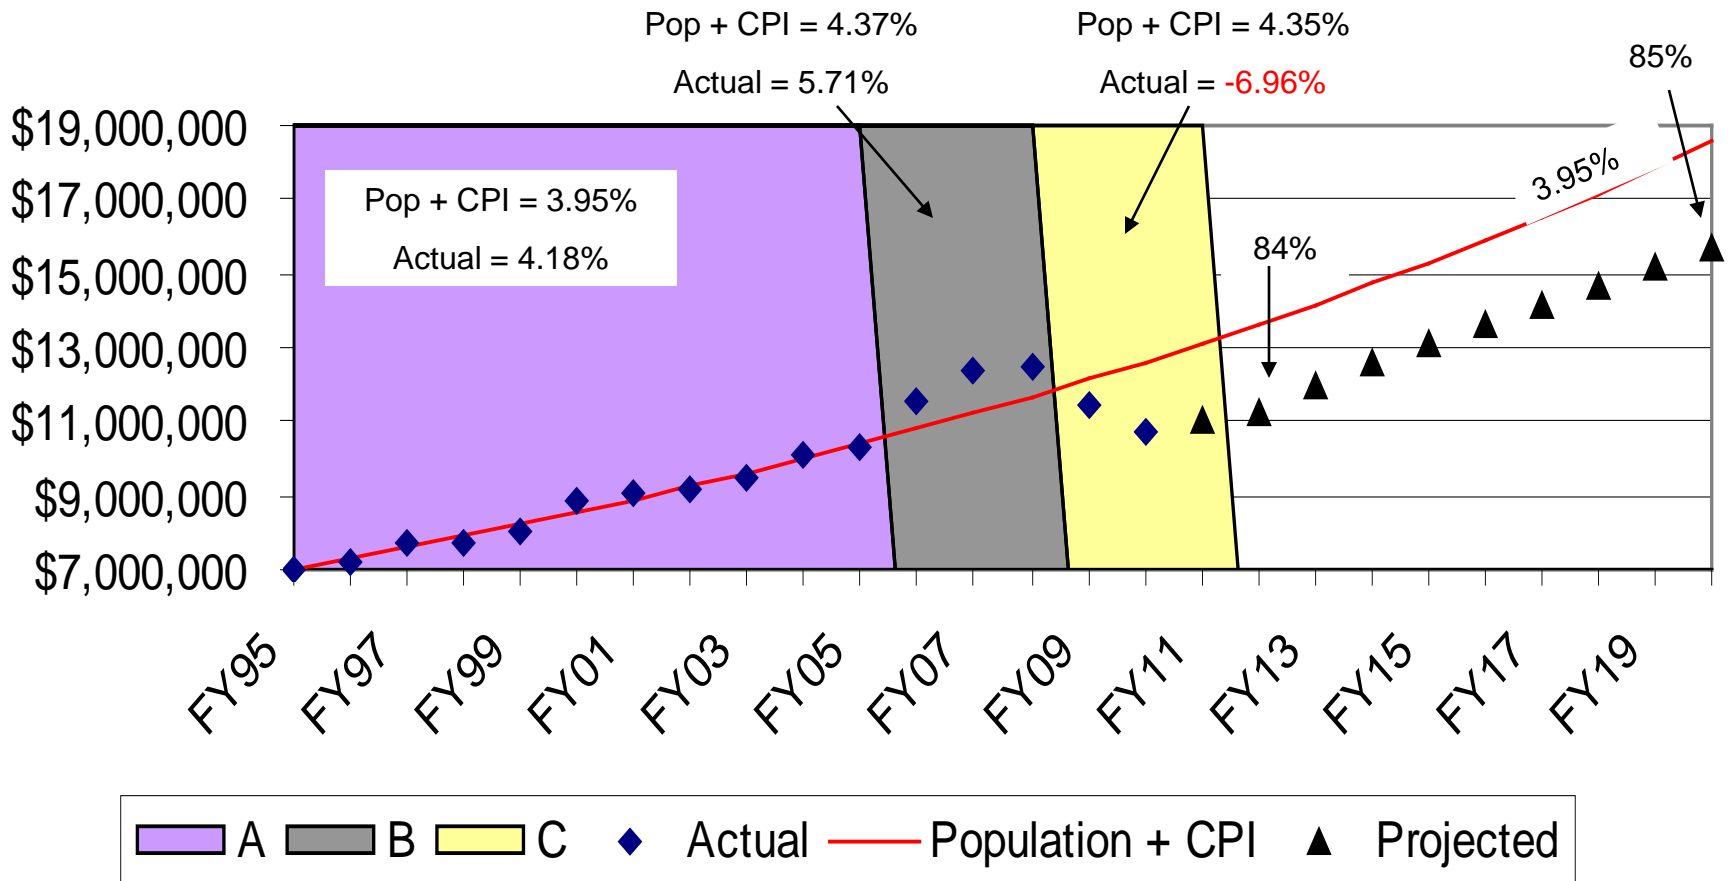 Pop + CPI = 4.37%
Actual = 5.71%
Pop + CPI = 4.35%
Actual = -6.96%
85%
$19,000,000
$17,000,000
$15,000,000
$13,000,000
$11,000,000
$9,000,000
$7,000,000
Pop + CPI = 3.95%
Actual = 4.18%
3.95%
84%
FY95
FY97
FY99
FY01
FY03
FY05
FY07
FY09
FY11
FY13
FY15
FY17
FY19
A B C Actual Population + CPI Projected